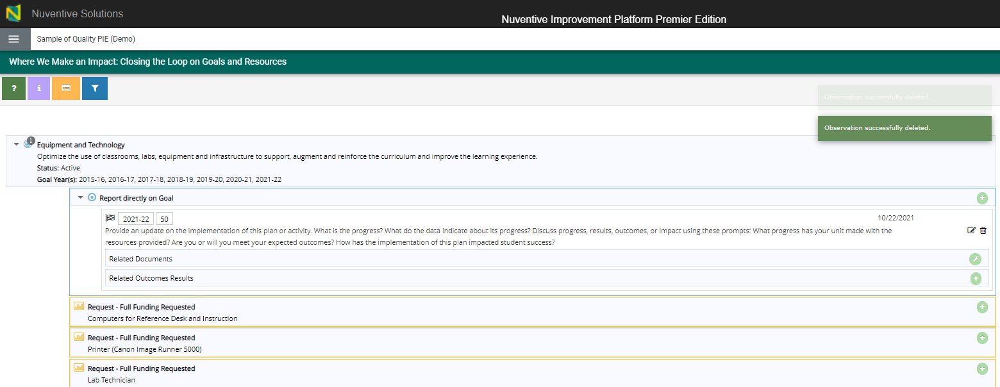 Nuventive Solutions
Nuventive Improvement Platform Premier Edition
Sample of Quality PIE (Demo)
Where We Make an Impact: Closing the Loop on Goals and Resources
?
i
Observation successfully deleted.
Observation successfully deleted.
1
Equipment and Technology
Optimize the use of classrooms, labs, equipment and infrastructure to support, augment and reinforce the curriculum and improve the learning experience.
Status: Active
Goal Year(s): 2015-16, 2016-17, 2017-18, 2018-19, 2019-20, 2020-21, 2021-22
Report directly on Goal
2021-22 50 10/22/2021
Provide an update on the implementation of this plan or activity. What is the progress? What do the data indicate about its progress? Discuss progress, results, outcomes, or impact using these prompts: What progress has your unit made with the
resources provided? Are you or will you meet your expected outcomes? How has the implementation of this plan impacted student success?
Related Documents
Related Outcomes Results
Request - Full Funding Requested
Computers for Reference Desk and Instruction
Request - Full Funding Requested
Printer (Canon Image Runner 5000)
Request - Full Funding Requested
Lab Technician